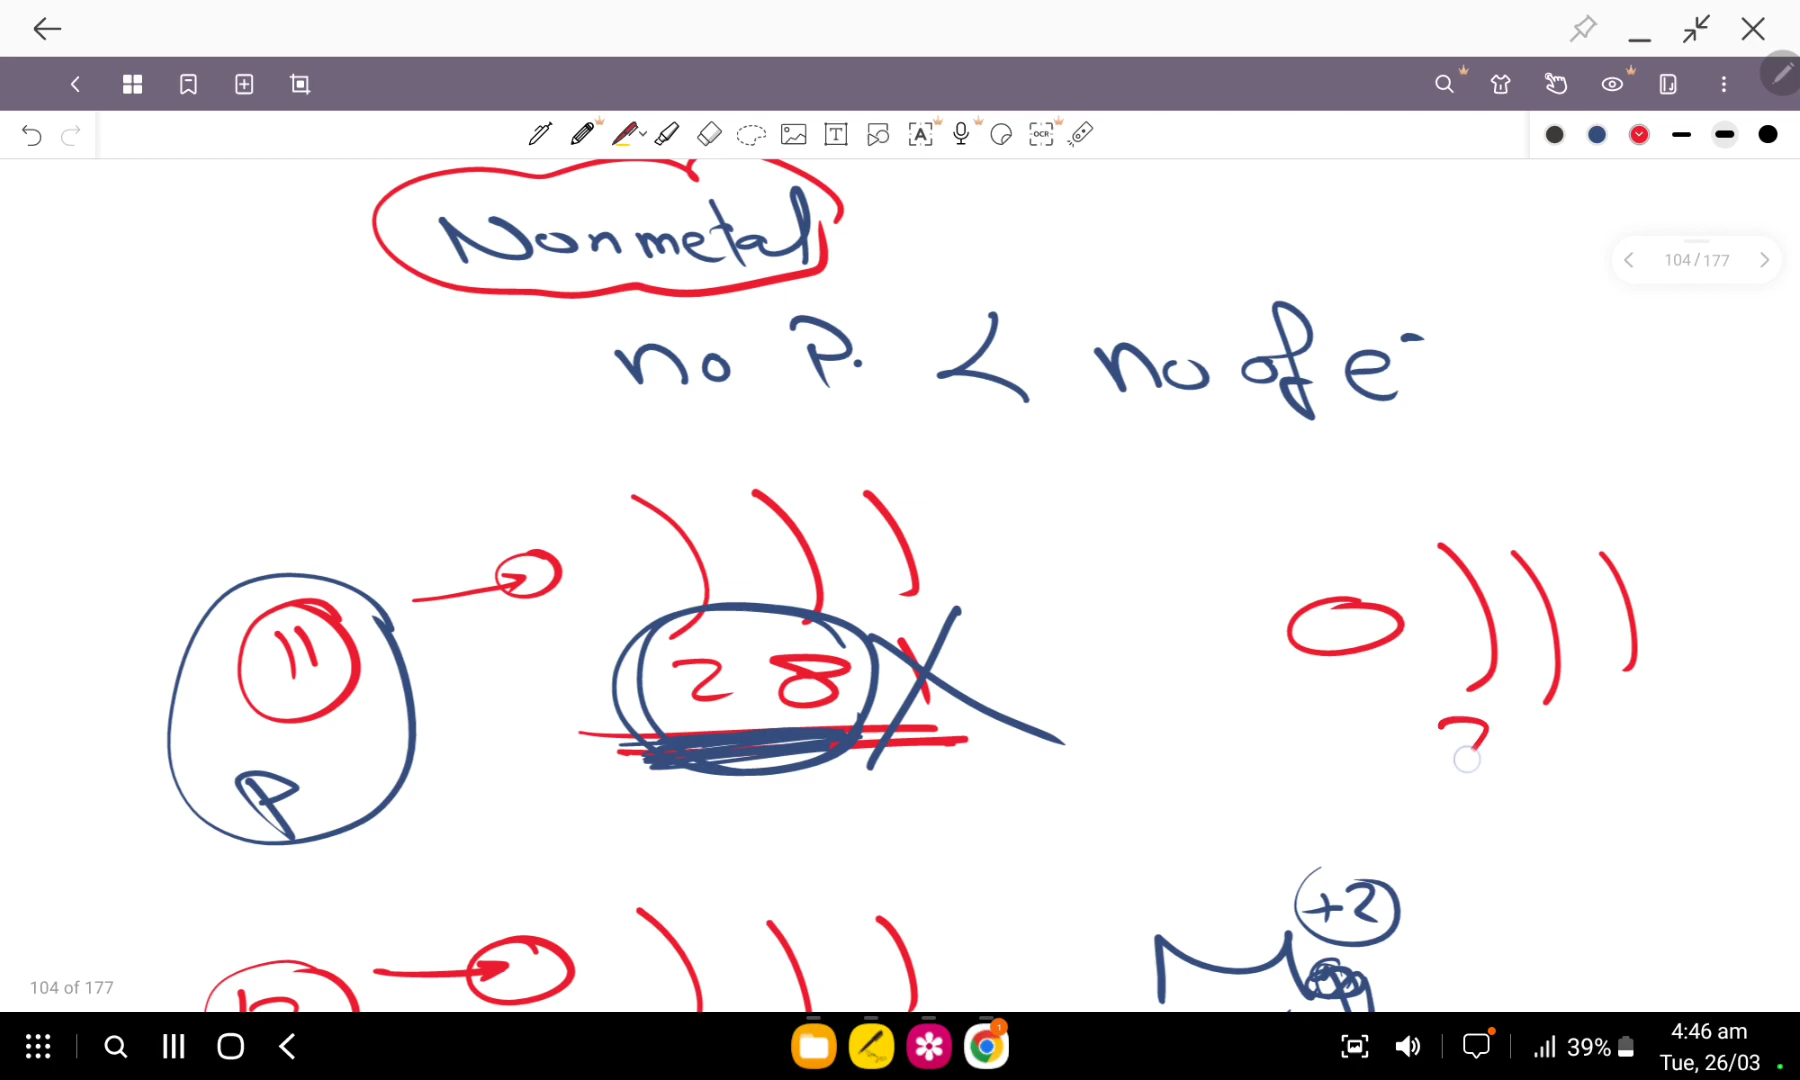 104/177
Nonmetal
no P. < no of e⁻
11
2 8
P
+2
104 of 177
4:46 am
39%
Tue, 26/03